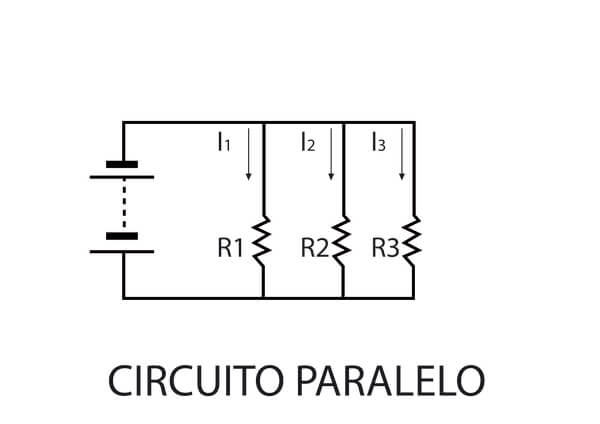 I₁ I₂ I₃
R1 R2 R3
CIRCUITO PARALELO